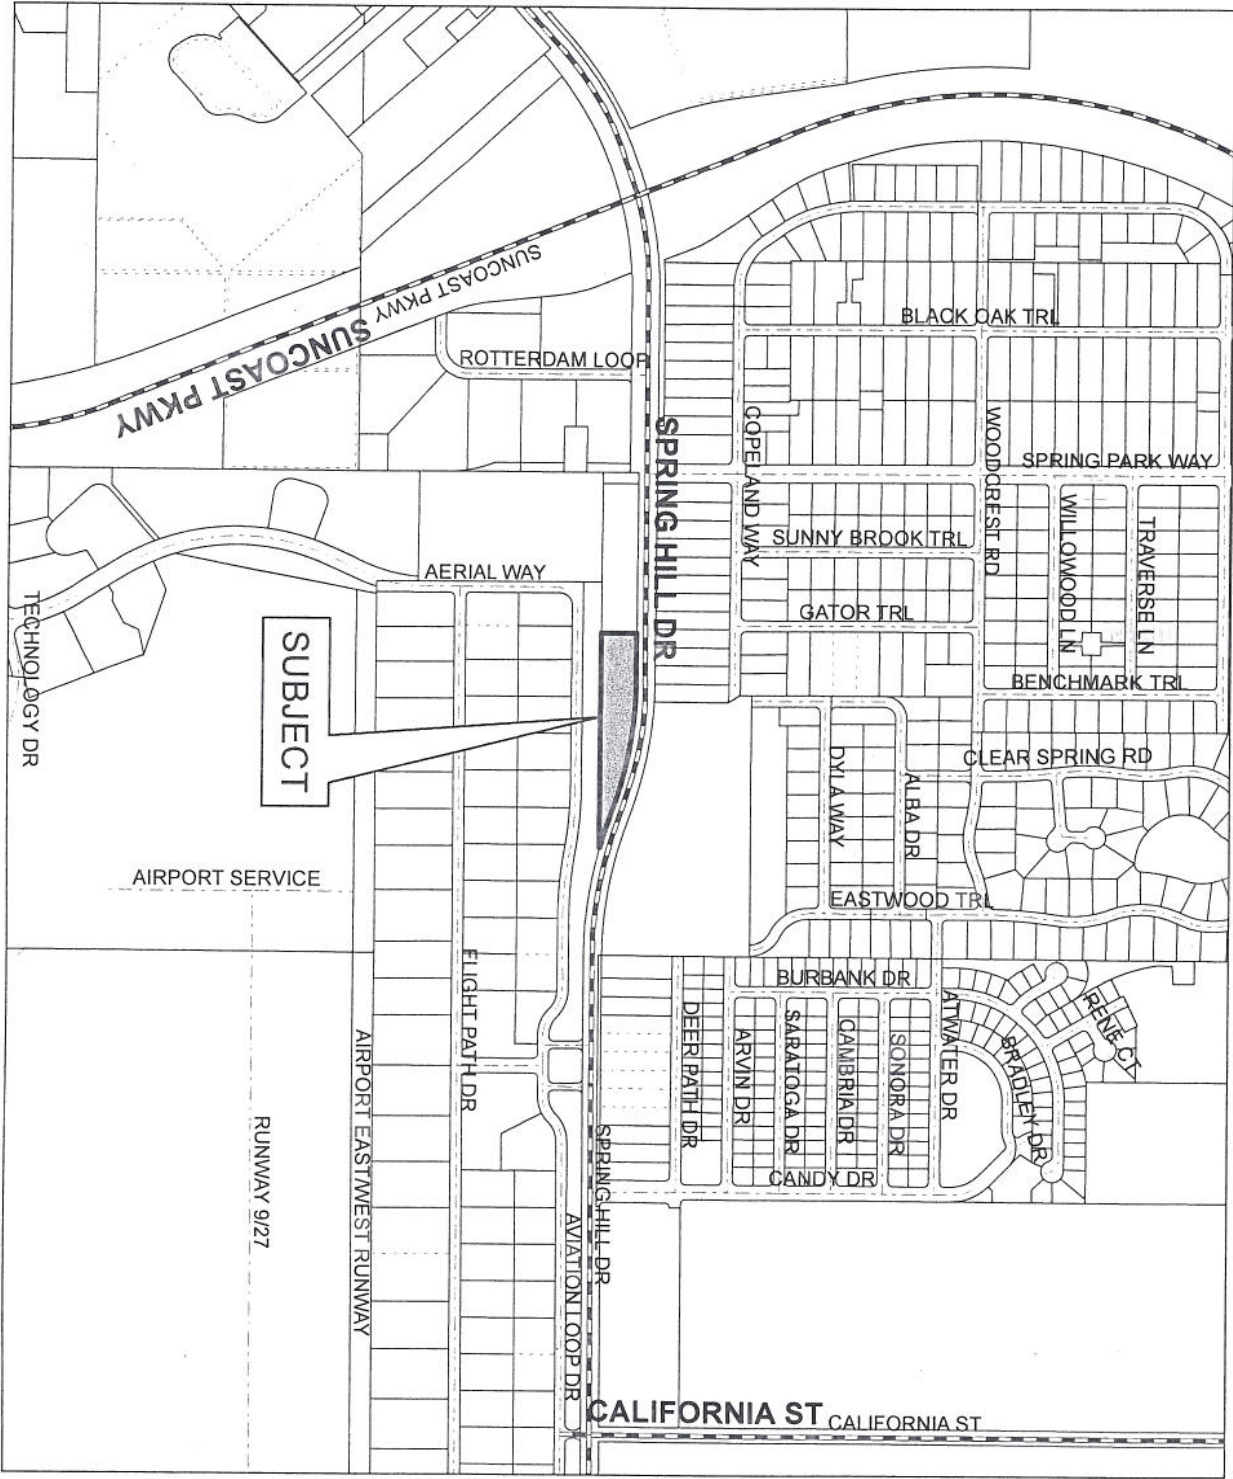 SUNCOAST PKWY
SUNCOAST PKWY
ROTTERDAM LOOP
BLACK OAK TRL
SPRING HILL DR
COPELAND WAY
WOODCREST RD
SPRING PARK WAY
SUNNY BROOK TRL
WILLOWOOD LN
TRAVERSE LN
AERIAL WAY
GATOR TRL
TECHNOLOGY DR
SUBJECT
BENCHMARK TRL
DYLA WAY
ALBA DR
CLEAR SPRING RD
AIRPORT SERVICE
EASTWOOD TRL
FLIGHT PATH DR
BURBANK DR
DEER PATH DR
ARVIN DR
SARATOGA DR
CAMBRIA DR
SONORA DR
ATWATER DR
BRADLEY DR
RENE CT
AIRPORT EAST/WEST RUNWAY
RUNWAY 9/27
SPRING HILL DR
CANDY DR
AVIATION LOOP DR
CALIFORNIA ST
CALIFORNIA ST